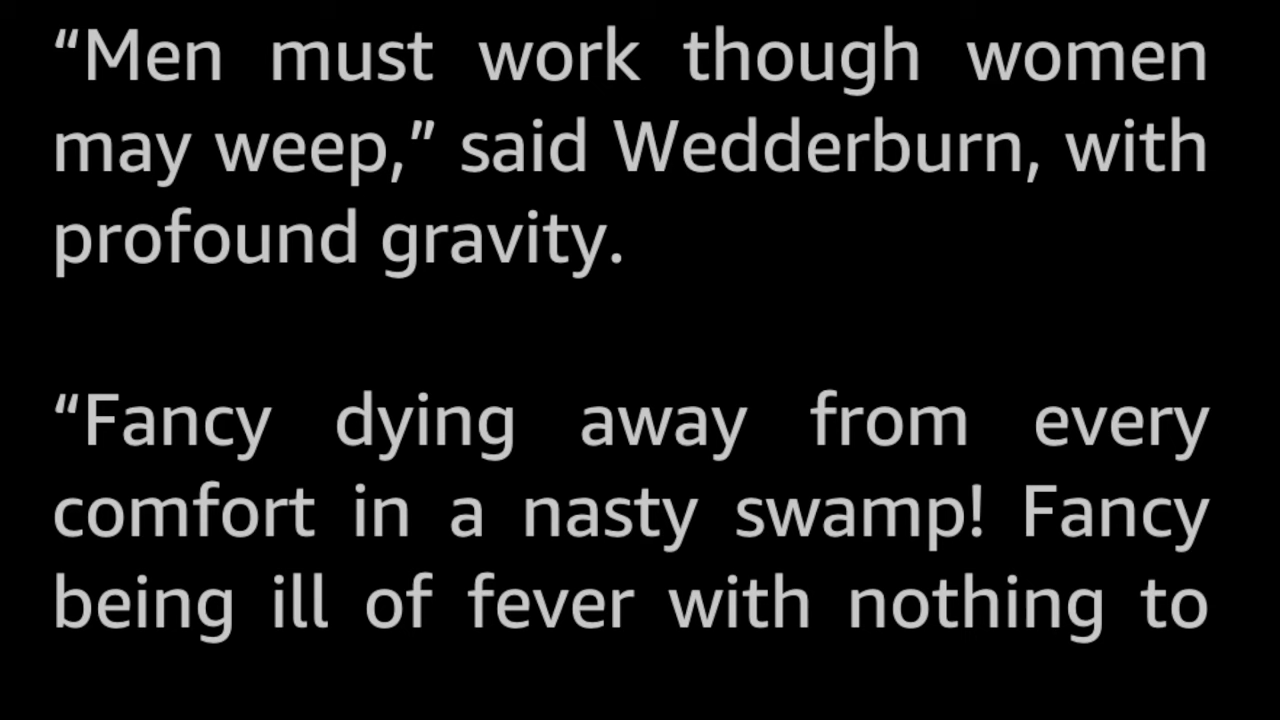 “Men must work though women
may weep,” said Wedderburn, with
profound gravity.
“Fancy dying away from every
comfort in a nasty swamp! Fancy
being ill of fever with nothing to